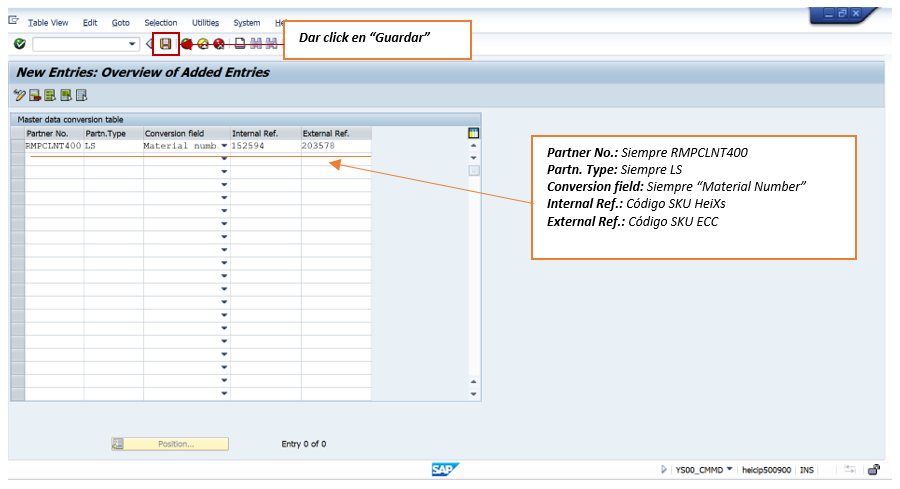 Table View Edit Goto Selection Utilities System
Dar click en “Guardar”
New Entries: Overview of Added Entries
Master data conversion table
Partner No. Partn.Type Conversion field Internal Ref. External Ref.
RMPCLNT400 LS Material numb. 152594 203578
Partner No.: Siempre RMPCLNT400
Partn. Type: Siempre LS
Conversion field: Siempre “Material Number”
Internal Ref.: Código SKU HeiXs
External Ref.: Código SKU ECC
Position... Entry 0 of 0
SAP YS00_CMMD heicip500900 INS